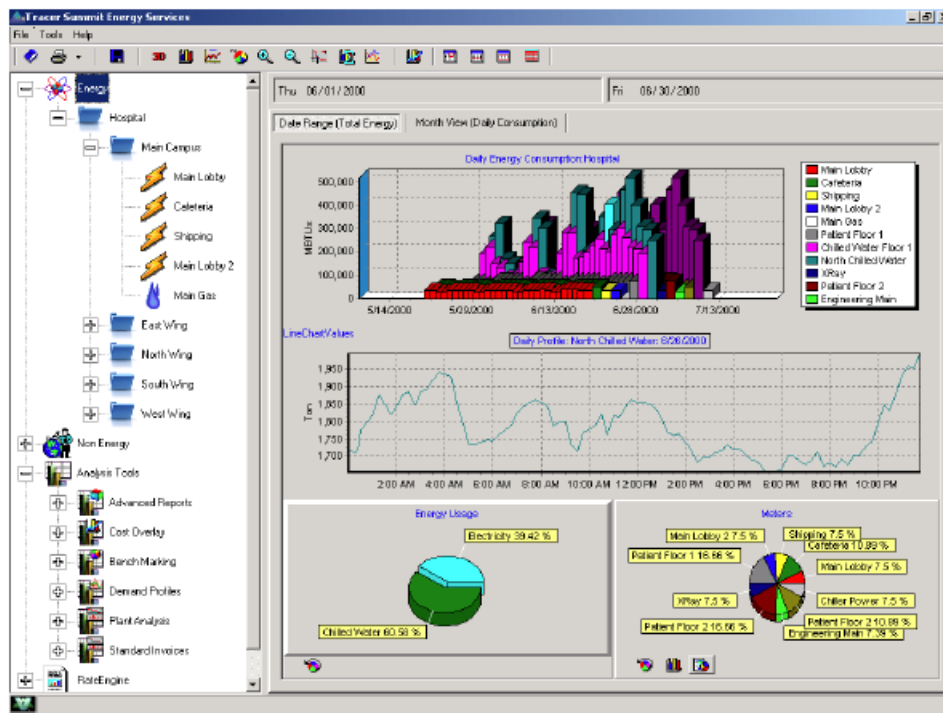 Tracer Summit Energy Services
File Tools Help
Energy
Hospital
Main Campus
Main Lobby
Cafeteria
Shipping
Main Lobby 2
Main Gas
East Wing
North Wing
South Wing
West Wing
Non Energy
Analysis Tools
Advanced Reports
Cost Overlay
Bench Marking
Demand Profiles
Plant Analysis
Standard Invoices
RateEngine
Thu 06/01/2000
Fri 06/30/2000
Date Range (Total Energy) Month View (Daily Consumption)
Daily Energy Consumption:Hospital
MBTUs
500,000
400,000
300,000
200,000
100,000
0
5/14/2000 5/29/2000 6/13/2000 6/28/2000 7/13/2000
Main Lobby
Cafeteria
Shipping
Main Lobby 2
Main Gas
Patient Floor 1
Chilled Water Floor 1
North Chilled Water
XRay
Patient Floor 2
Engineering Main
LineChartValues
Daily Profile: North Chilled Water: 6/26/2000
Ton
1,950
1,900
1,850
1,800
1,750
1,700
2:00 AM 4:00 AM 6:00 AM 8:00 AM 10:00 AM 12:00 PM 2:00 PM 4:00 PM 6:00 PM 8:00 PM 10:00 PM
Energy Usage
Electricity 39.42 %
Chilled Water 60.58 %
Meters
Main Lobby 2 7.5 %
Shipping 7.5 %
Cafeteria 10.89 %
Patient Floor 1 16.66 %
Main Lobby 7.5 %
XRay 7.5 %
Chiller Power 7.5 %
Patient Floor 2 16.66 %
Patient Floor 2 10.89 %
Engineering Main 7.39 %